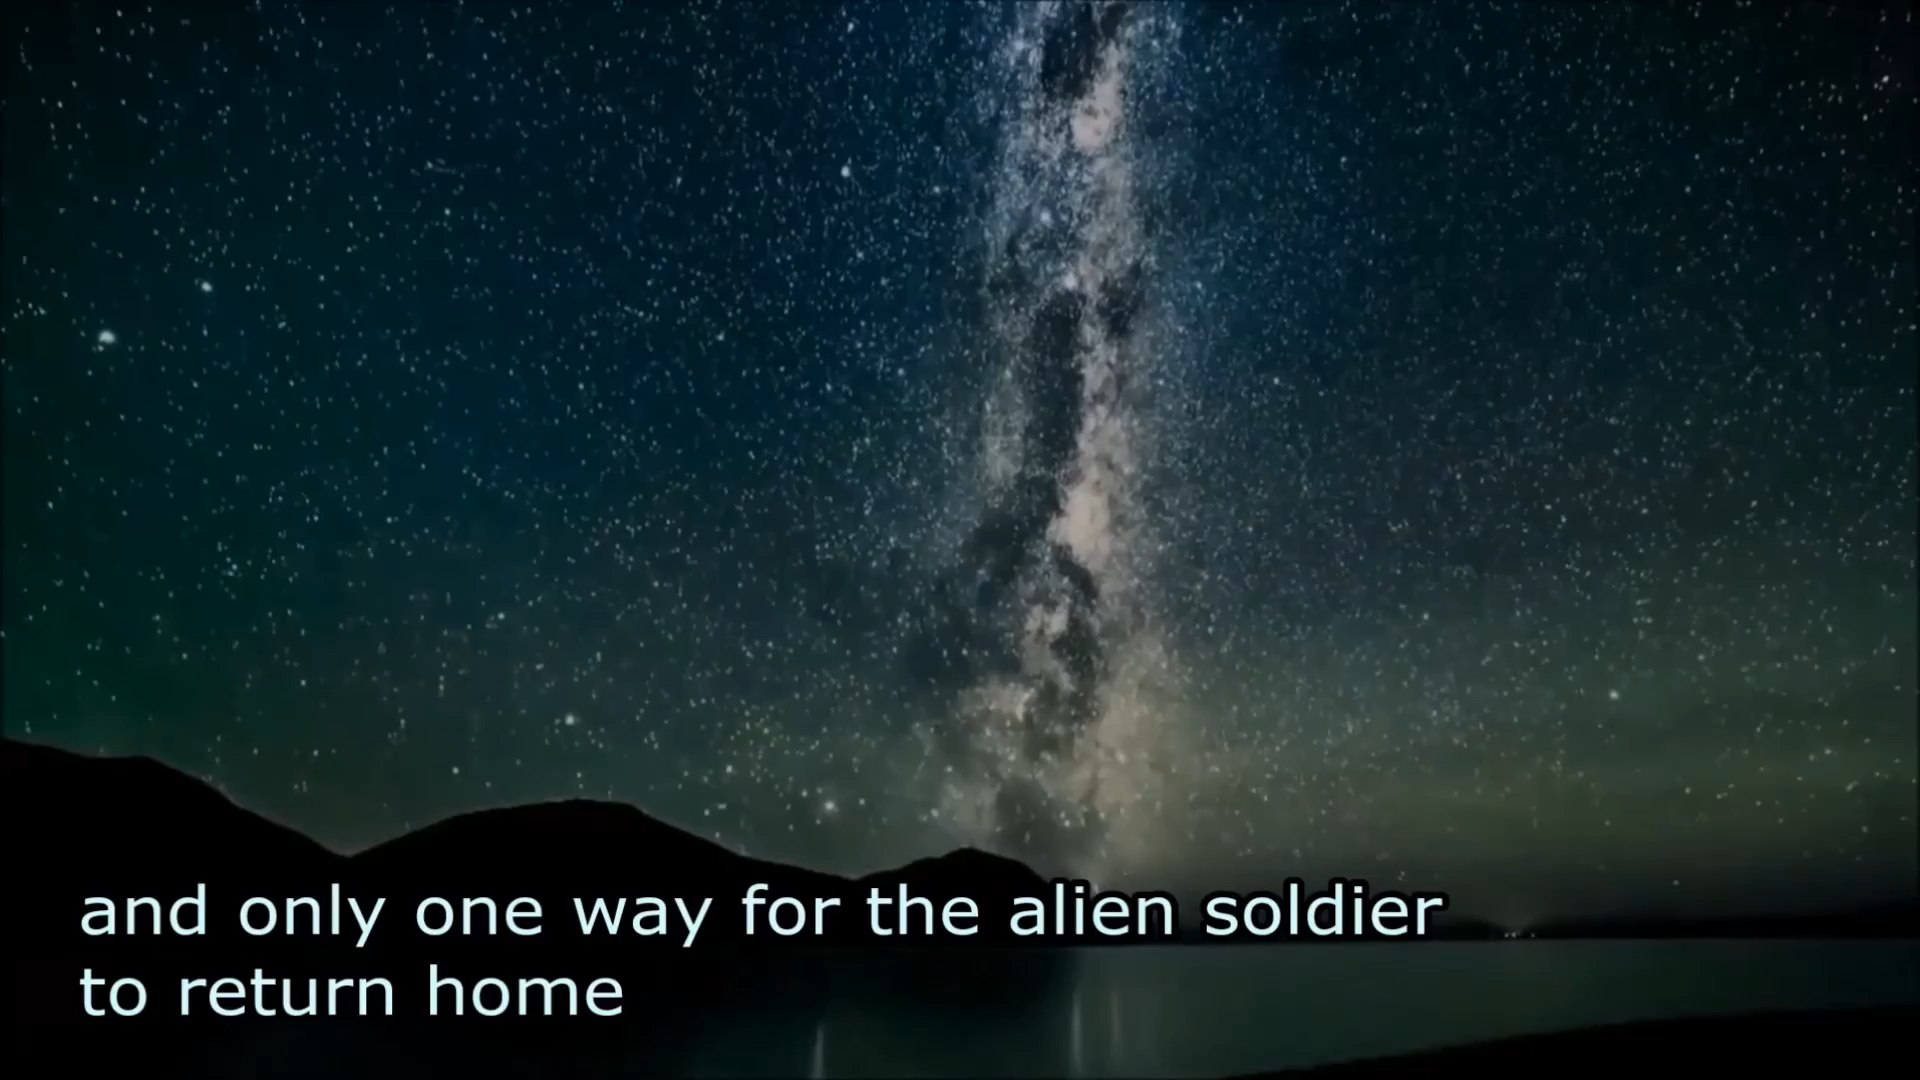 and only one way for the alien soldier
to return home